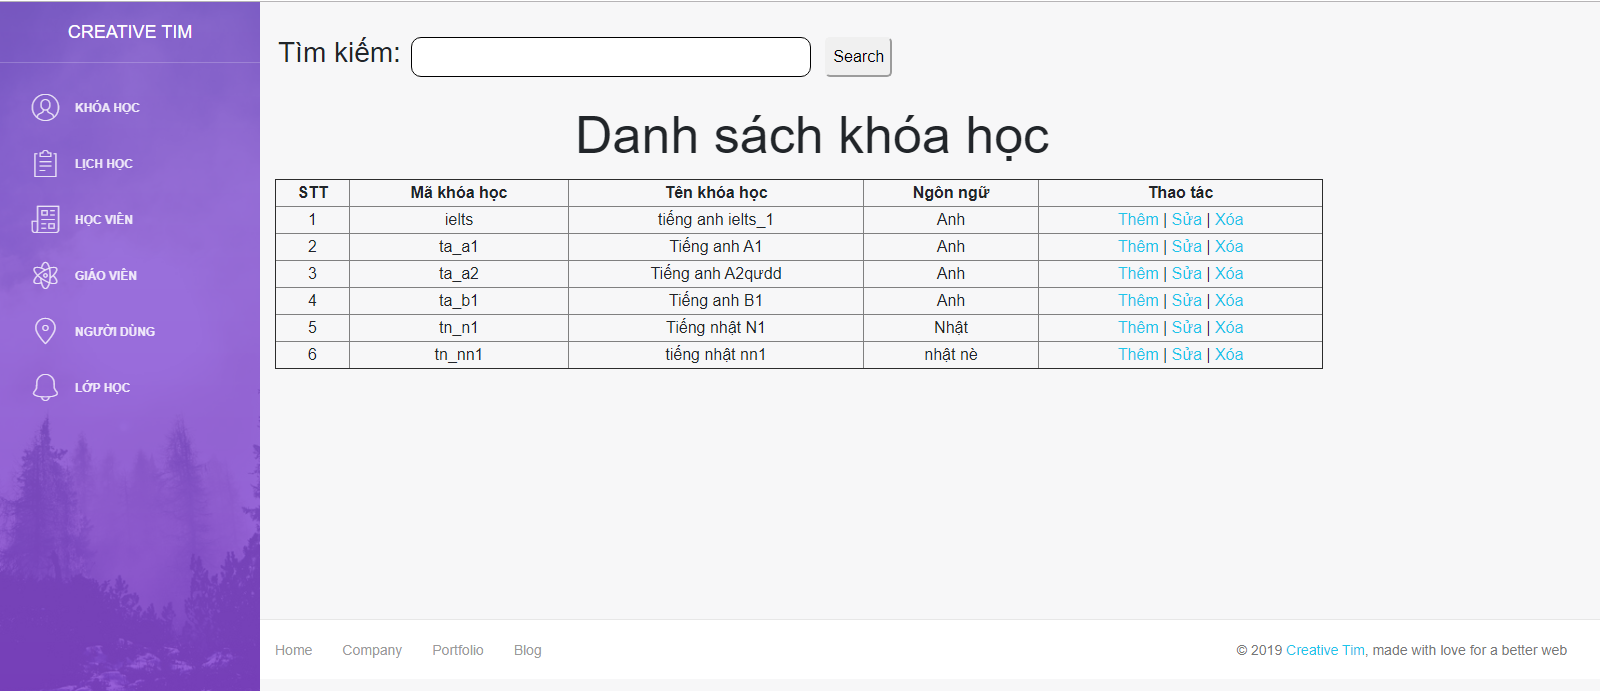 CREATIVE TIM
KHÓA HỌC
LỊCH HỌC
HỌC VIÊN
GIÁO VIÊN
NGƯỜI DÙNG
LỚP HỌC
Tìm kiếm: Search
Danh sách khóa học
STT Mã khóa học Tên khóa học Ngôn ngữ Thao tác
1 ielts tiếng anh ielts_1 Anh Thêm | Sửa | Xóa
2 ta_a1 Tiếng anh A1 Anh Thêm | Sửa | Xóa
3 ta_a2 Tiếng anh A2qưdd Anh Thêm | Sửa | Xóa
4 ta_b1 Tiếng anh B1 Anh Thêm | Sửa | Xóa
5 tn_n1 Tiếng nhật N1 Nhật Thêm | Sửa | Xóa
6 tn_nn1 tiếng nhật nn1 nhật nè Thêm | Sửa | Xóa
Home Company Portfolio Blog © 2019 Creative Tim, made with love for a better web